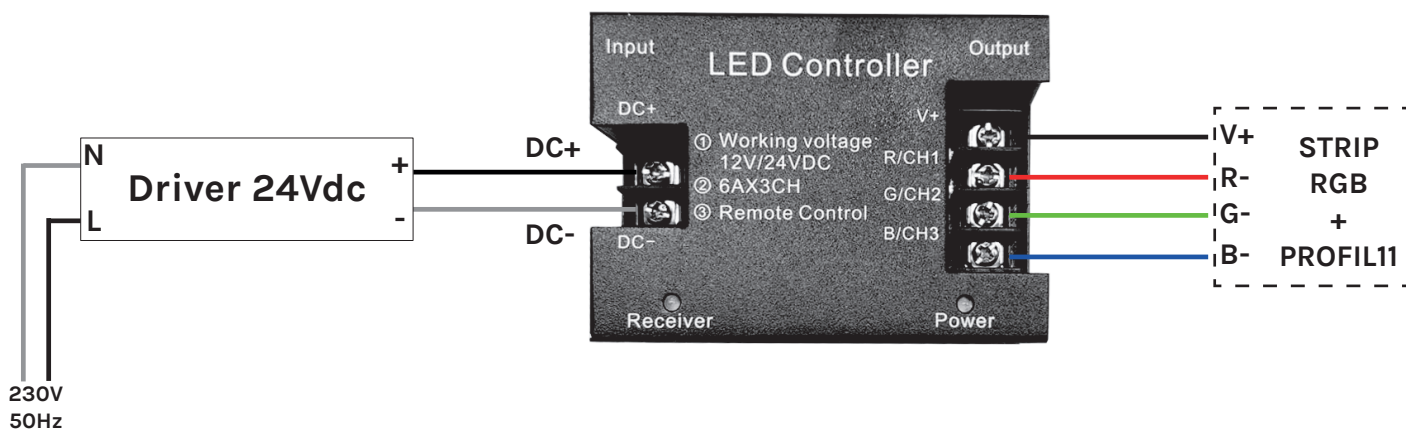 N
L
Driver 24Vdc
+
-
230V
50Hz
DC+
DC-
Input
Output
LED Controller
DC+
① Working voltage:
12V/24VDC
② 6AX3CH
③ Remote Control
DC-
V+
R/CH1
G/CH2
B/CH3
Receiver
Power
V+
R-
G-
B-
STRIP
RGB
+
PROFIL11